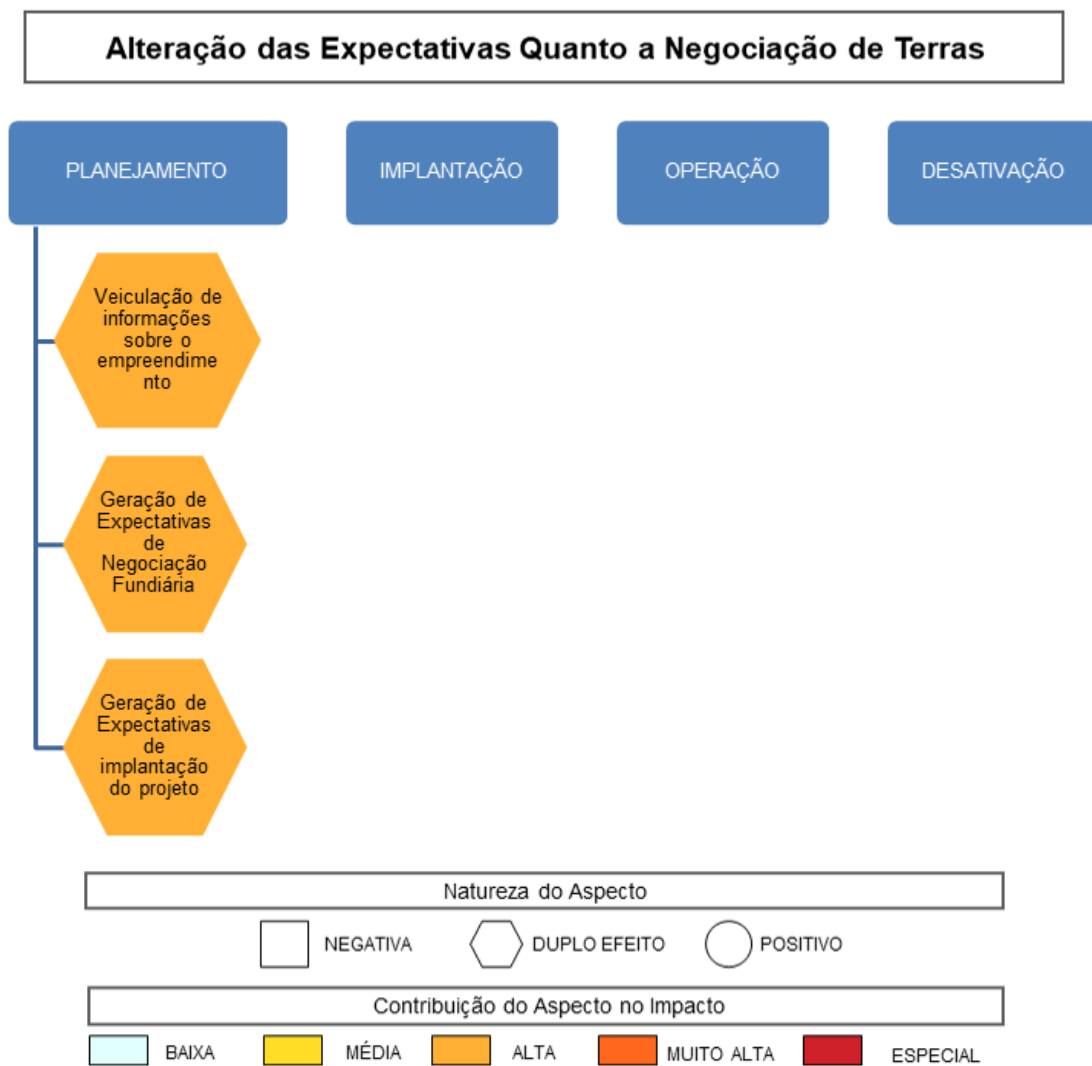 Alteração das Expectativas Quanto a Negociação de Terras
PLANEJAMENTO
IMPLANTAÇÃO
OPERAÇÃO
DESATIVAÇÃO
Veiculação de
informações
sobre o
empreendime
nto
Geração de
Expectativas
de
Negociação
Fundiária
Geração de
Expectativas
de
implantação
do projeto
Natureza do Aspecto
NEGATIVA
DUPLO EFEITO
POSITIVO
Contribuição do Aspecto no Impacto
BAIXA
MÉDIA
ALTA
MUITO ALTA
ESPECIAL